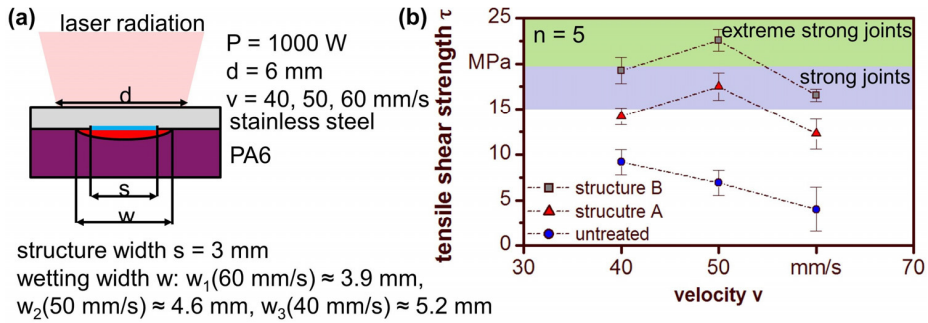 (a)
laser radiation
P = 1000 W
d = 6 mm
v = 40, 50, 60 mm/s
d
stainless steel
PA6
s
w
structure width s = 3 mm
wetting width w: w1(60 mm/s) ≈ 3.9 mm,
w2(50 mm/s) ≈ 4.6 mm, w3(40 mm/s) ≈ 5.2 mm
(b)
tensile shear strength τ
25
MPa
15
10
5
0
n = 5
extreme strong joints
strong joints
structure B
strucutre A
untreated
30
40
50
mm/s
70
velocity v